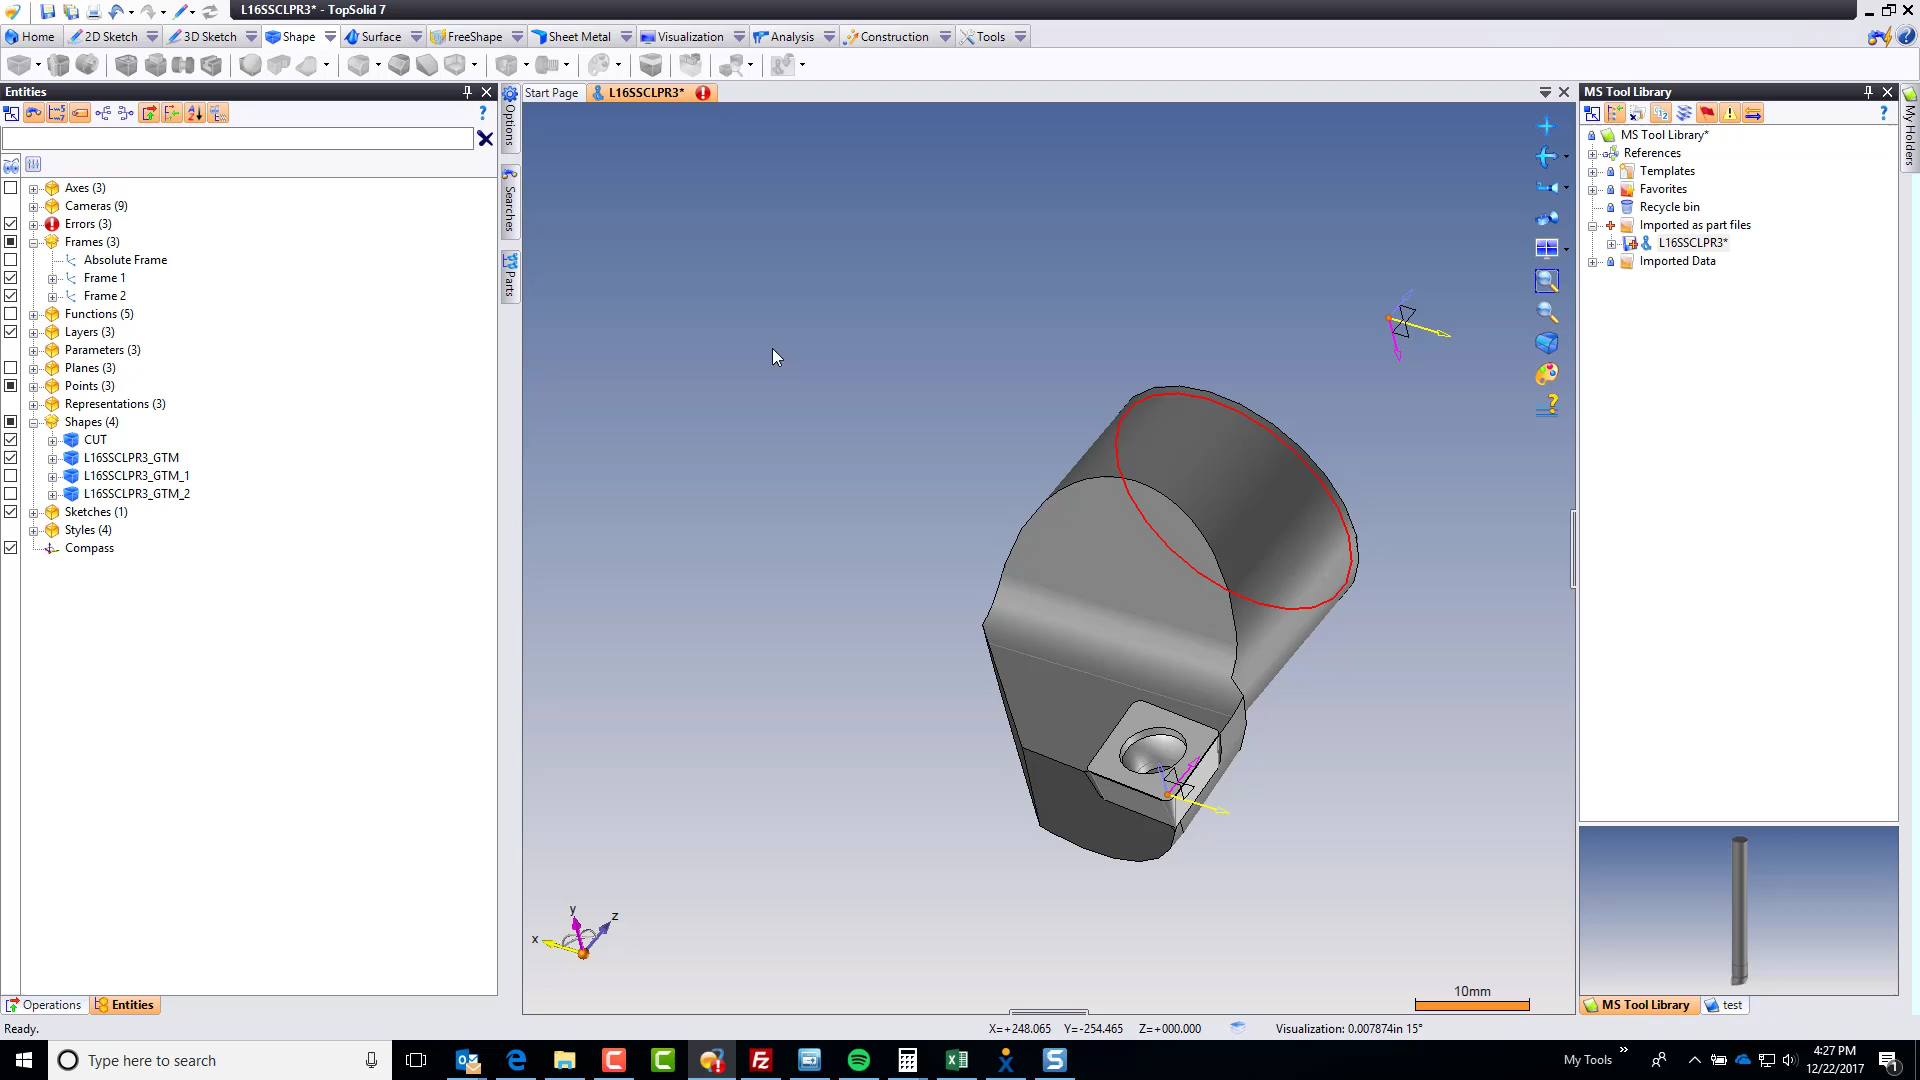 L16SSCLPR3* - TopSolid 7
Home 2D Sketch 3D Sketch Shape Surface FreeShape Sheet Metal Visualization Analysis Construction Tools
Entities
Start Page L16SSCLPR3*
MS Tool Library
Options
Searches
Parts
My Holders
Axes (3)
Cameras (9)
Errors (3)
Frames (3)
Absolute Frame
Frame 1
Frame 2
Functions (5)
Layers (3)
Parameters (3)
Planes (3)
Points (3)
Representations (3)
Shapes (4)
CUT
L16SSCLPR3_GTM
L16SSCLPR3_GTM_1
L16SSCLPR3_GTM_2
Sketches (1)
Styles (4)
Compass
MS Tool Library*
References
Templates
Favorites
Recycle bin
Imported as part files
L16SSCLPR3*
Imported Data
y
z
x
10mm
Operations Entities
MS Tool Library test
Ready.
X=+248.065 Y=-254.465 Z=+000.000 Visualization: 0.007874in 15°
Type here to search
My Tools
4:27 PM
12/22/2017
1